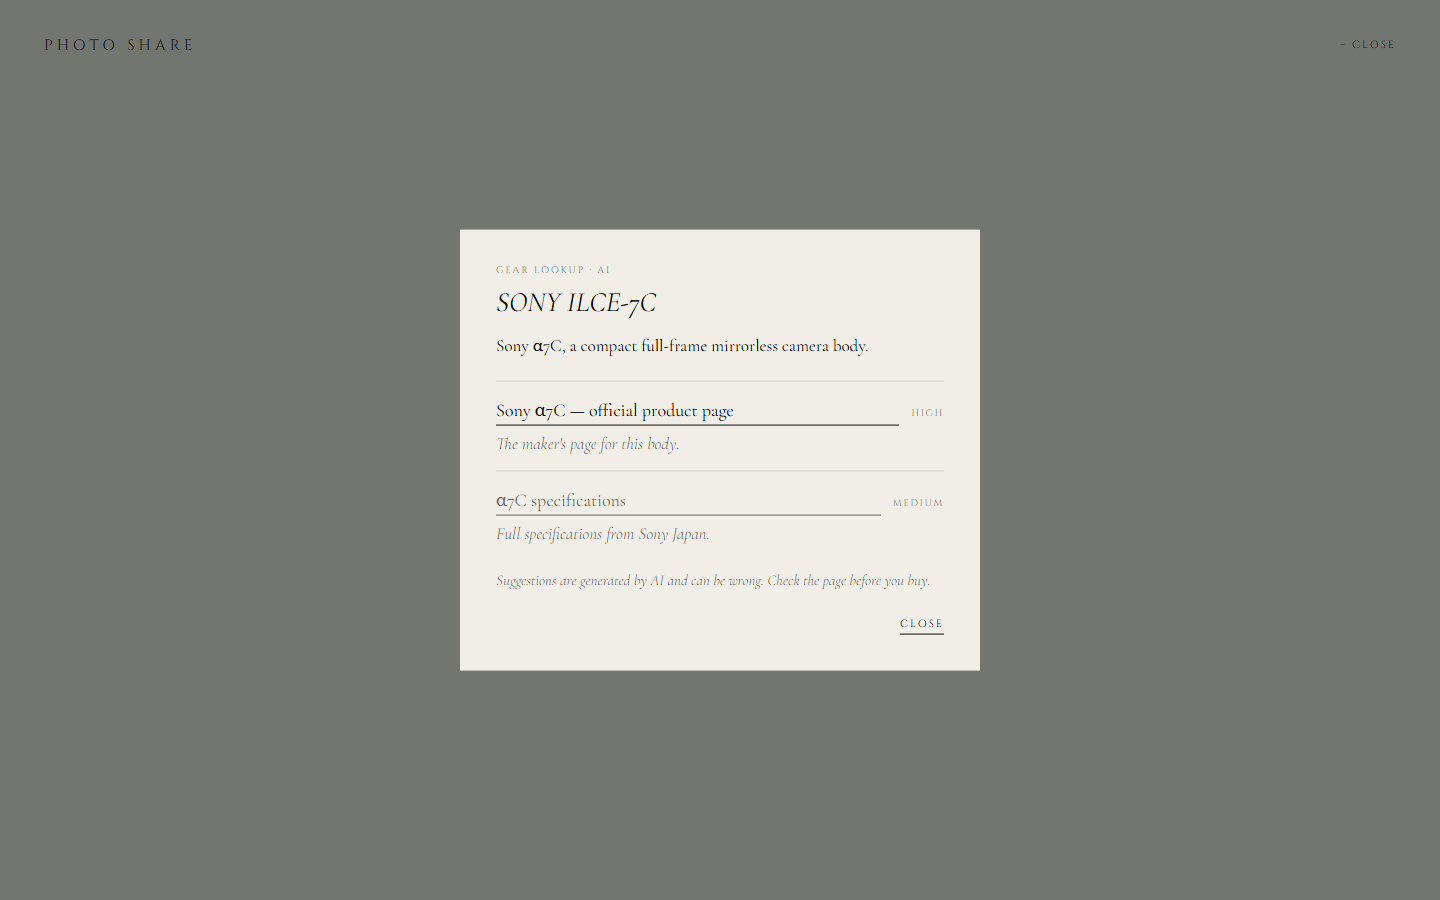 PHOTO SHARE
– CLOSE
GEAR LOOKUP · AI
SONY ILCE-7C
Sony α7C, a compact full-frame mirrorless camera body.
Sony α7C — official product page
HIGH
The maker's page for this body.
α7C specifications
MEDIUM
Full specifications from Sony Japan.
Suggestions are generated by AI and can be wrong. Check the page before you buy.
CLOSE